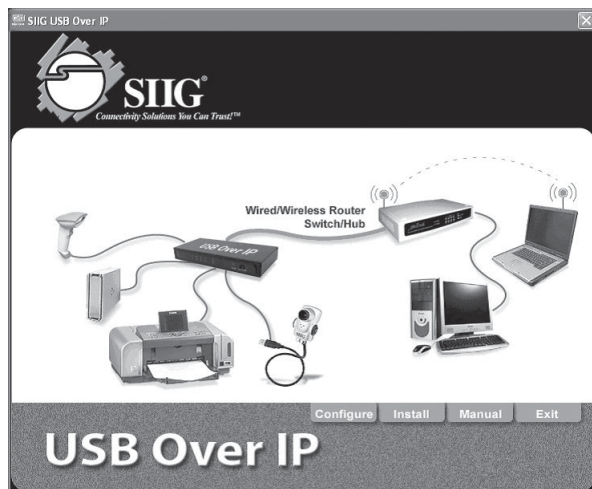 SIIG USB Over IP
SIIG®
Connectivity Solutions You Can Trust!™
Wired/Wireless Router
Switch/Hub
USB Over IP
Configure Install Manual Exit
USB Over IP